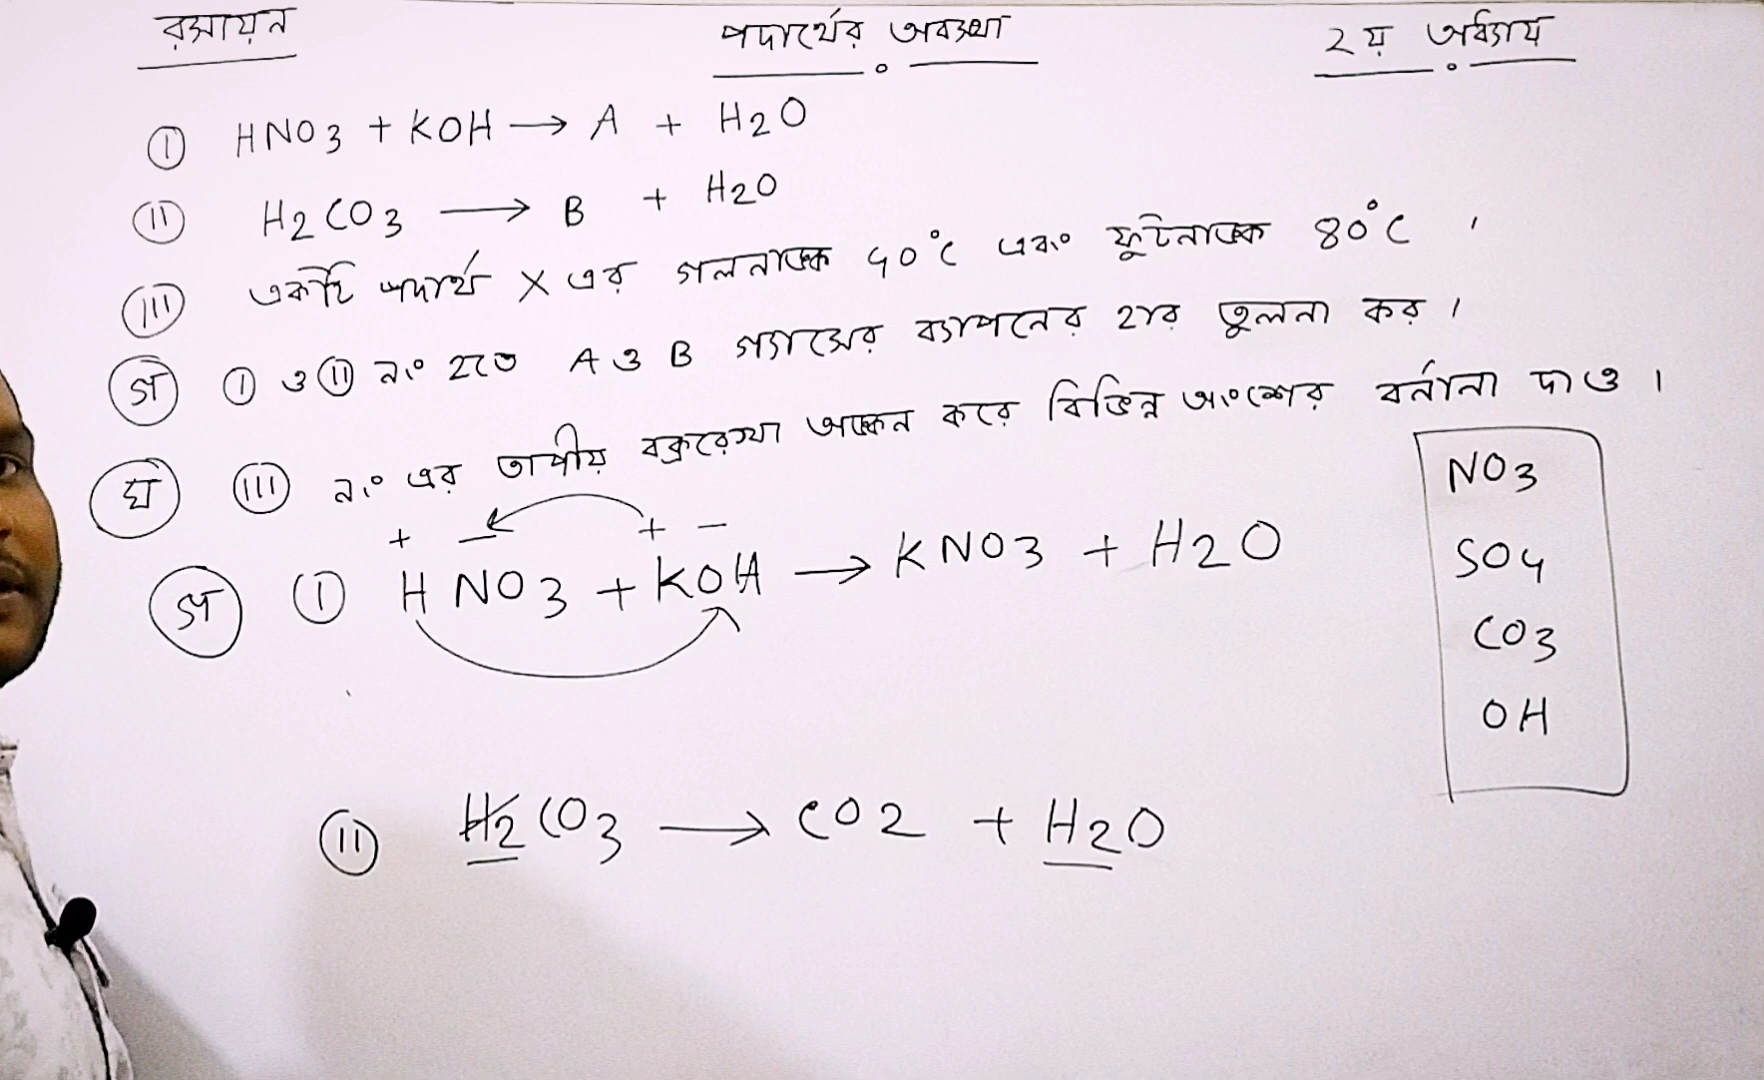 রসায়ন
পদার্থের অবস্থা
২য় অধ্যায়
(I) HNO3 + KOH → A + H2O
(II) H2CO3 → B + H2O
(III) একটি পদার্থ X এর গলনাঙ্ক 40°C এবং ফুটনাঙ্ক 80°C ।
(গ) (I) ও (II) নং হতে A ও B গ্যাসের ব্যাপনের হার তুলনা কর ।
(ঘ) (III) নং এর তাপীয় বক্ররেখা অঙ্কন করে বিভিন্ন অংশের বর্নানা দাও ।
+ - + -
(গ) (I) HNO3 + KOH → KNO3 + H2O
(II) H2CO3 → CO2 + H2O
NO3
SO4
CO3
OH